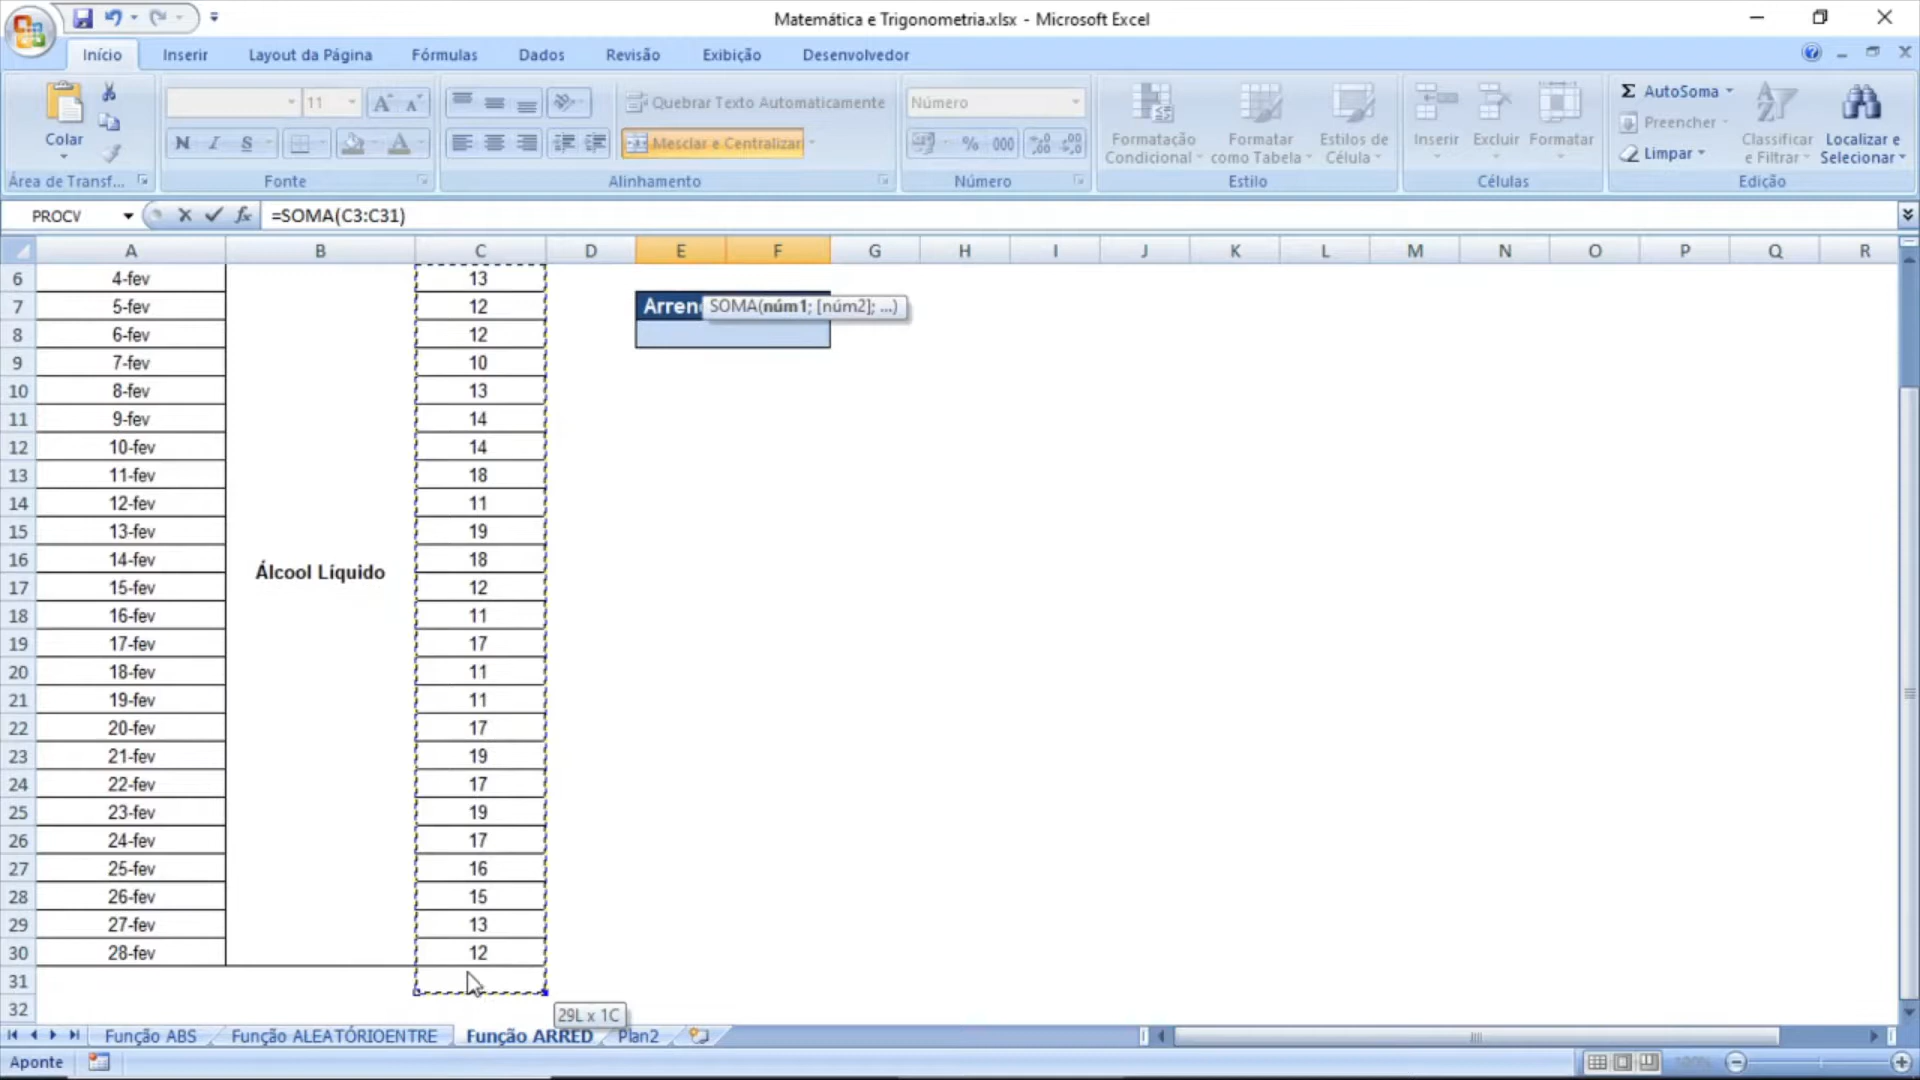 Matemática e Trigonometria.xlsx - Microsoft Excel
Início Inserir Layout da Página Fórmulas Dados Revisão Exibição Desenvolvedor
11 Quebrar Texto Automaticamente Número Σ AutoSoma
Preencher
Colar N I S Mesclar e Centralizar % 000 Formatação Condicional Formatar como Tabela Estilos de Célula Inserir Excluir Formatar Limpar Classificar e Filtrar Localizar e Selecionar
Área de Transf... Fonte Alinhamento Número Estilo Células Edição
PROCV fx =SOMA(C3:C31)
A B C D E F G H I J K L M N O P Q R
6 4-fev 13
7 5-fev 12 Arren SOMA(núm1; [núm2]; ...)
8 6-fev 12
9 7-fev 10
10 8-fev 13
11 9-fev 14
12 10-fev 14
13 11-fev 18
14 12-fev 11
15 13-fev 19
16 14-fev 18
Álcool Líquido
17 15-fev 12
18 16-fev 11
19 17-fev 17
20 18-fev 11
21 19-fev 11
22 20-fev 17
23 21-fev 19
24 22-fev 17
25 23-fev 19
26 24-fev 17
27 25-fev 16
28 26-fev 15
29 27-fev 13
30 28-fev 12
31
32 29L x 1C
Função ABS Função ALEATÓRIOENTRE Função ARRED Plan2
Aponte